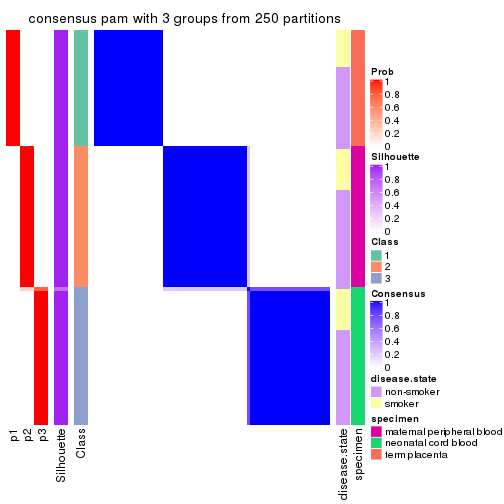 consensus pam with 3 groups from 250 partitions
Prob
1
0.8
0.6
0.4
0.2
0
Silhouette
1
0.8
0.6
0.4
0.2
0
Class
1
2
3
Consensus
1
0.8
0.6
0.4
0.2
0
disease.state
non-smoker
smoker
specimen
maternal peripheral blood
neonatal cord blood
term placenta
p1
p2
p3
Silhouette
Class
disease.state
specimen